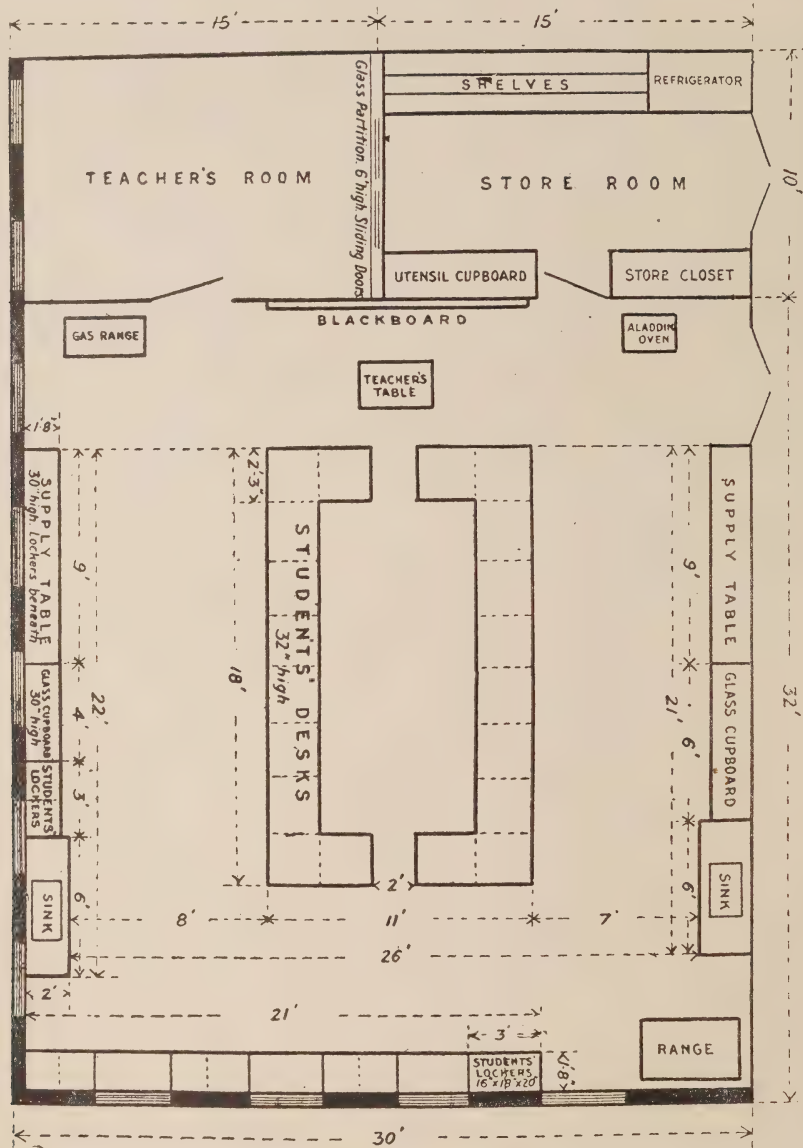 15'
15'
SHELVES
REFRIGERATOR
Glass Partition. 6' high. Sliding Doors
TEACHER'S ROOM
STORE ROOM
10'
UTENSIL CUPBOARD
STORE CLOSET
BLACKBOARD
GAS RANGE
ALADDIN
OVEN
TEACHER'S
TABLE
1'8"
2'3"
SUPPLY TABLE
30" high. Lockers beneath
9'
STUDENTS' DESKS
32" high
18'
SUPPLY TABLE
9'
32'
GLASS CUPBOARD
30" high
4'
22'
GLASS CUPBOARD
6'
21'
STUDENTS'
LOCKERS
3'
SINK
6'
SINK
6'
2'
8'
11'
7'
26'
2'
21'
3'
STUDENTS'
LOCKERS
16"x18"x20"
1'8"
RANGE
30'